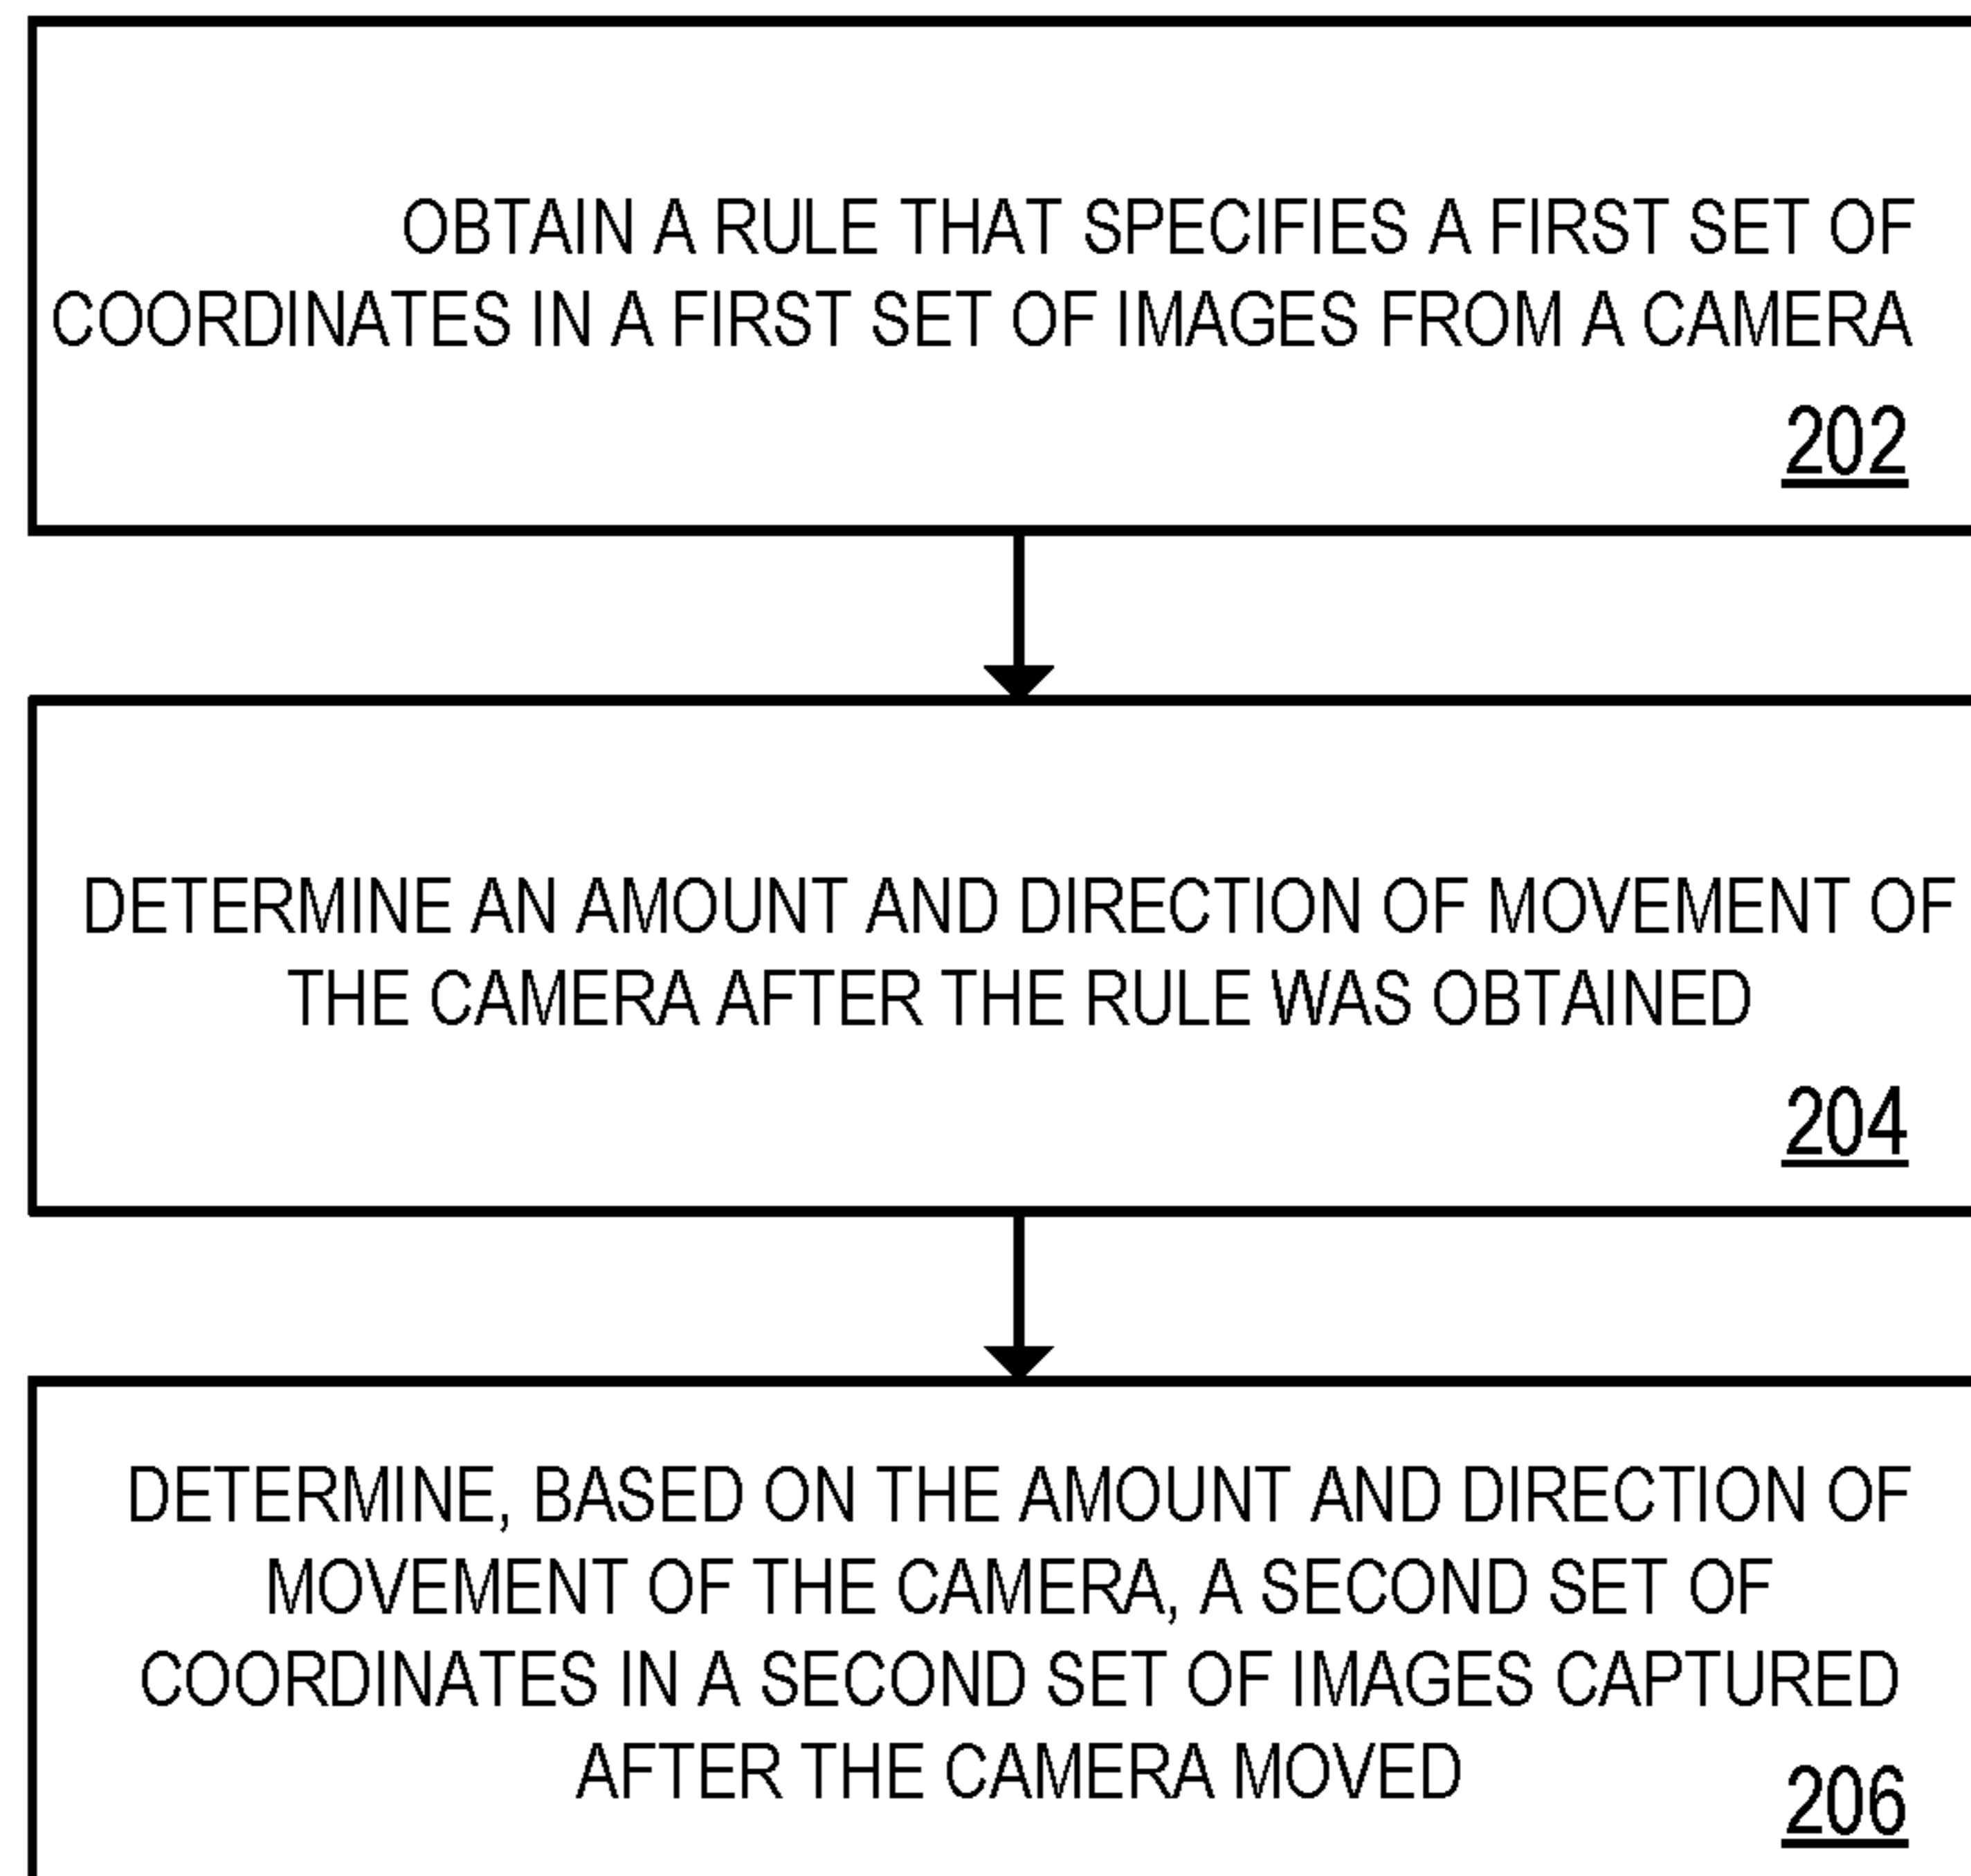 OBTAIN A RULE THAT SPECIFIES A FIRST SET OF
COORDINATES IN A FIRST SET OF IMAGES FROM A CAMERA
202
DETERMINE AN AMOUNT AND DIRECTION OF MOVEMENT OF
THE CAMERA AFTER THE RULE WAS OBTAINED
204
DETERMINE, BASED ON THE AMOUNT AND DIRECTION OF
MOVEMENT OF THE CAMERA, A SECOND SET OF
COORDINATES IN A SECOND SET OF IMAGES CAPTURED
AFTER THE CAMERA MOVED
206